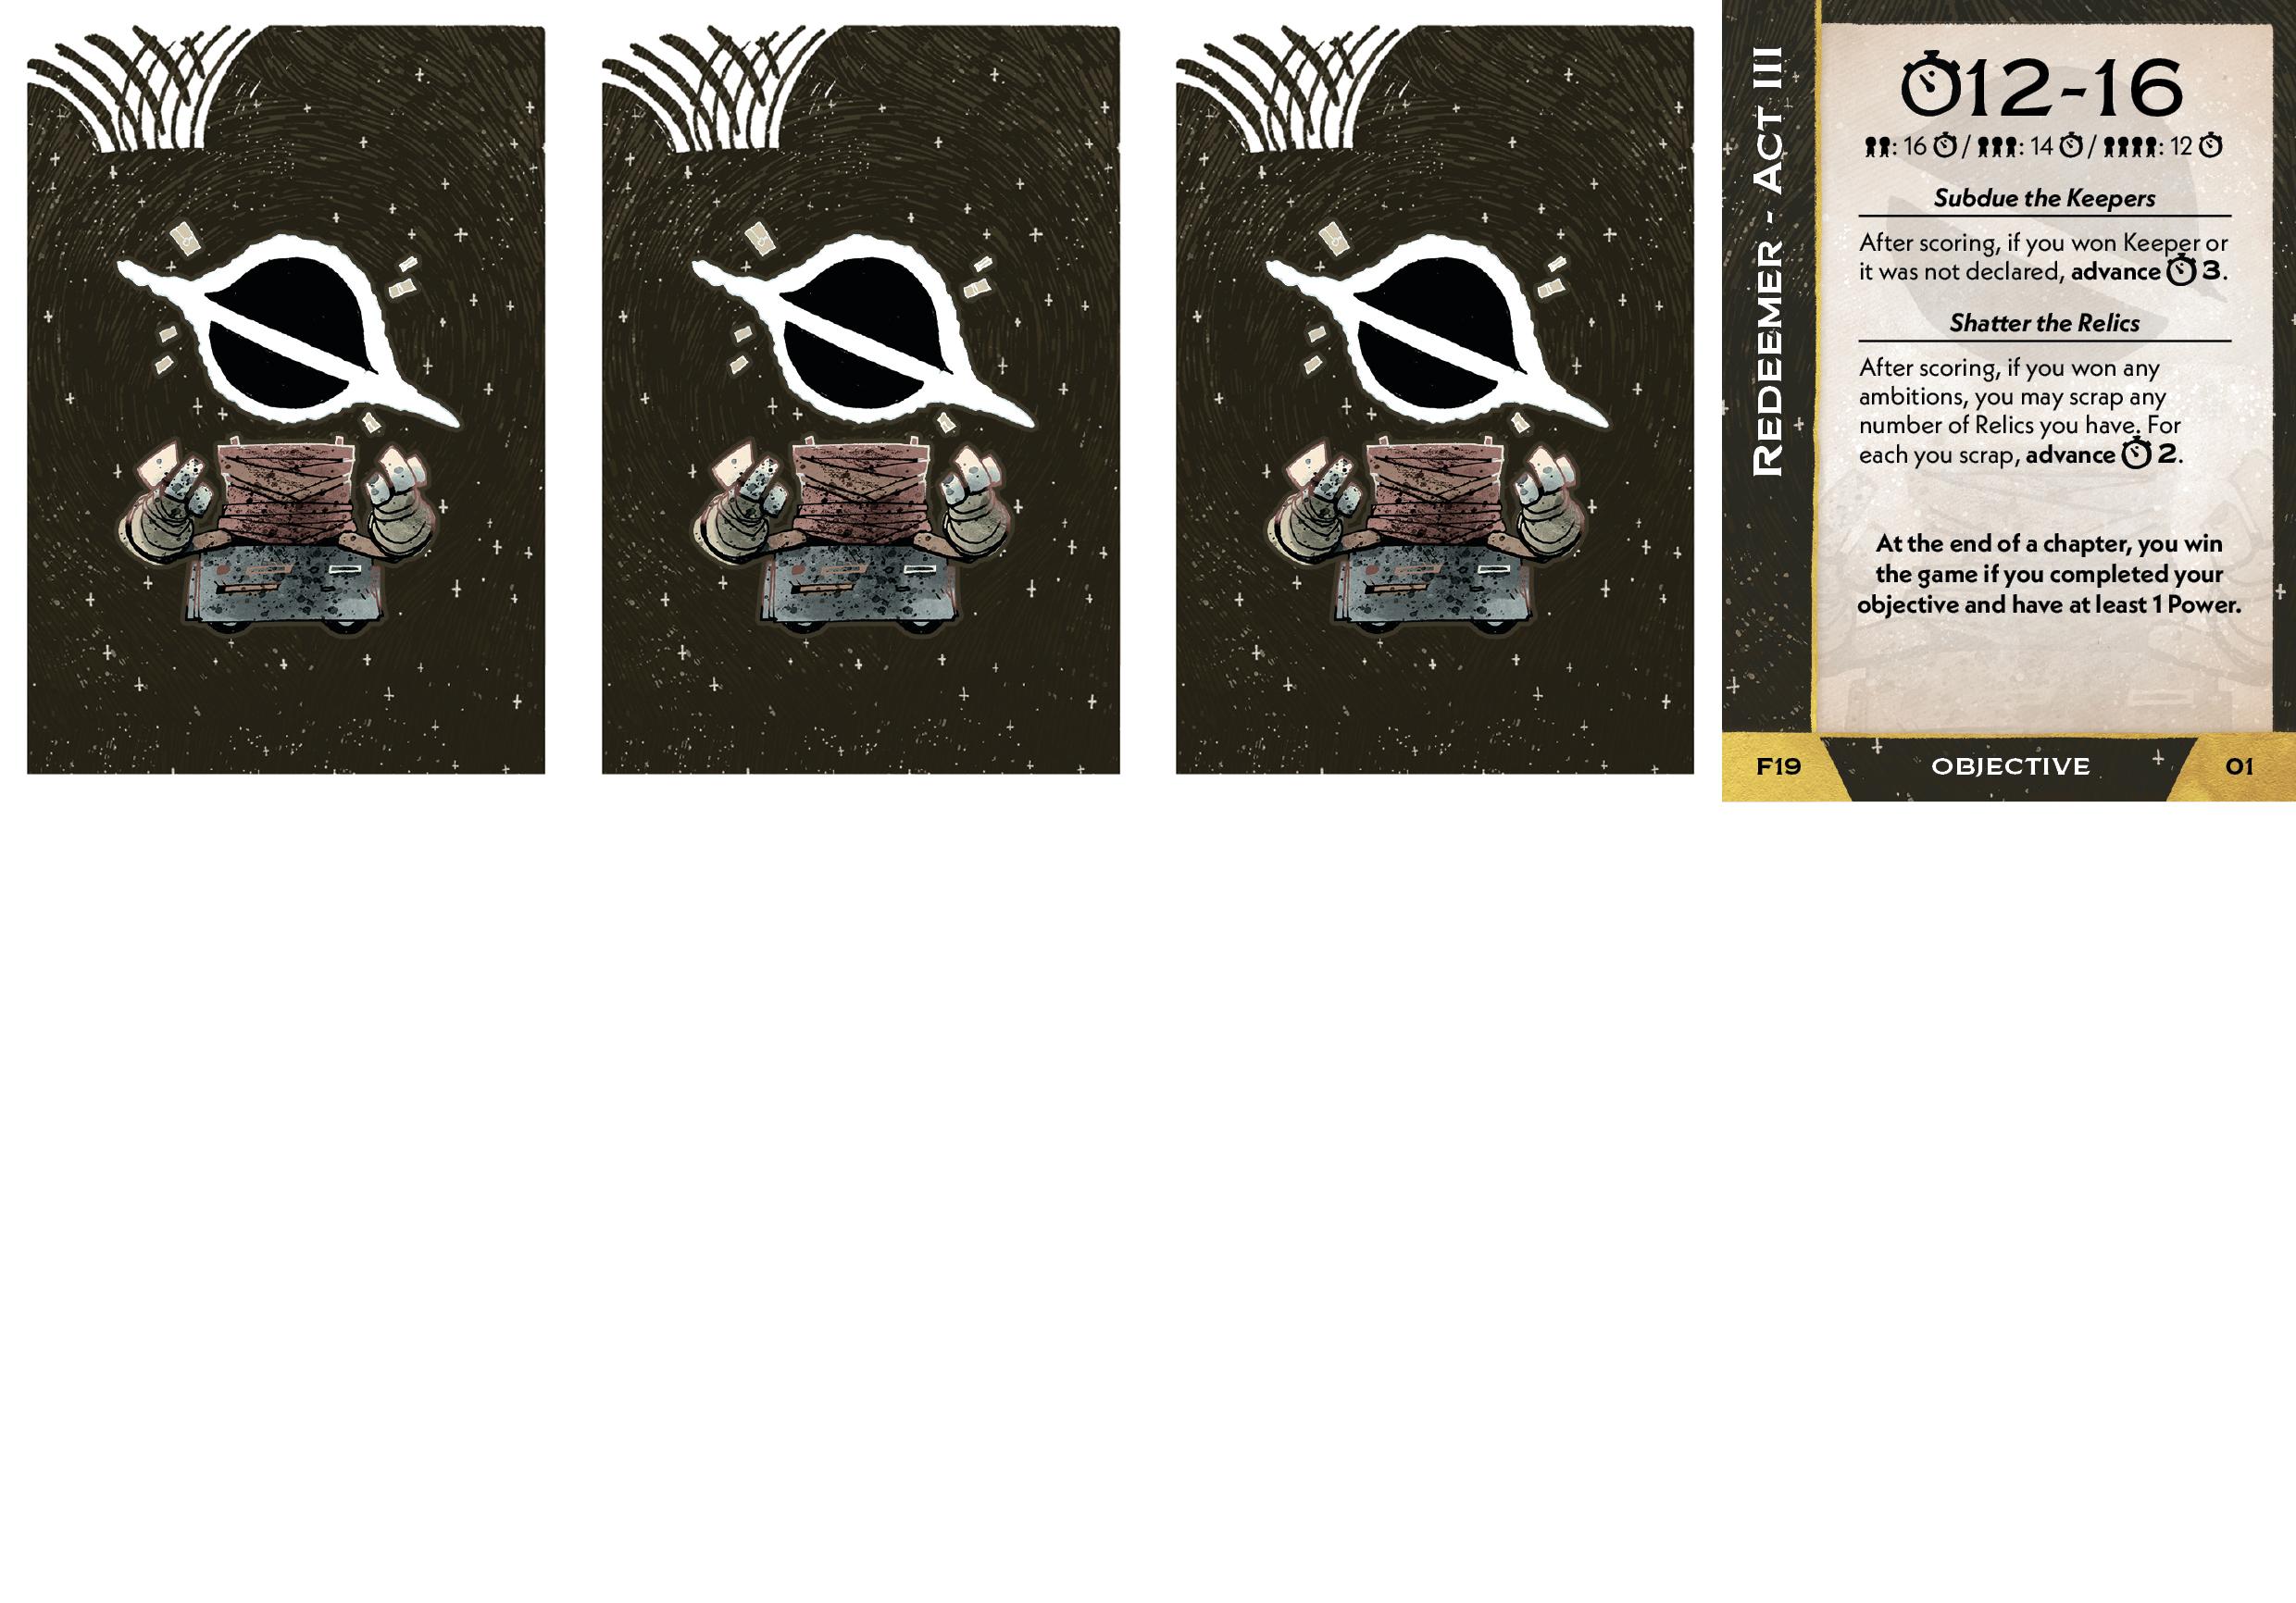 REDEEMER - ACT III
12-16
: 16 / : 14 / : 12
Subdue the Keepers
After scoring, if you won Keeper or
it was not declared, advance 3.
Shatter the Relics
After scoring, if you won any
ambitions, you may scrap any
number of Relics you have. For
each you scrap, advance 2.
At the end of a chapter, you win
the game if you completed your
objective and have at least 1 Power.
F19 OBJECTIVE 01